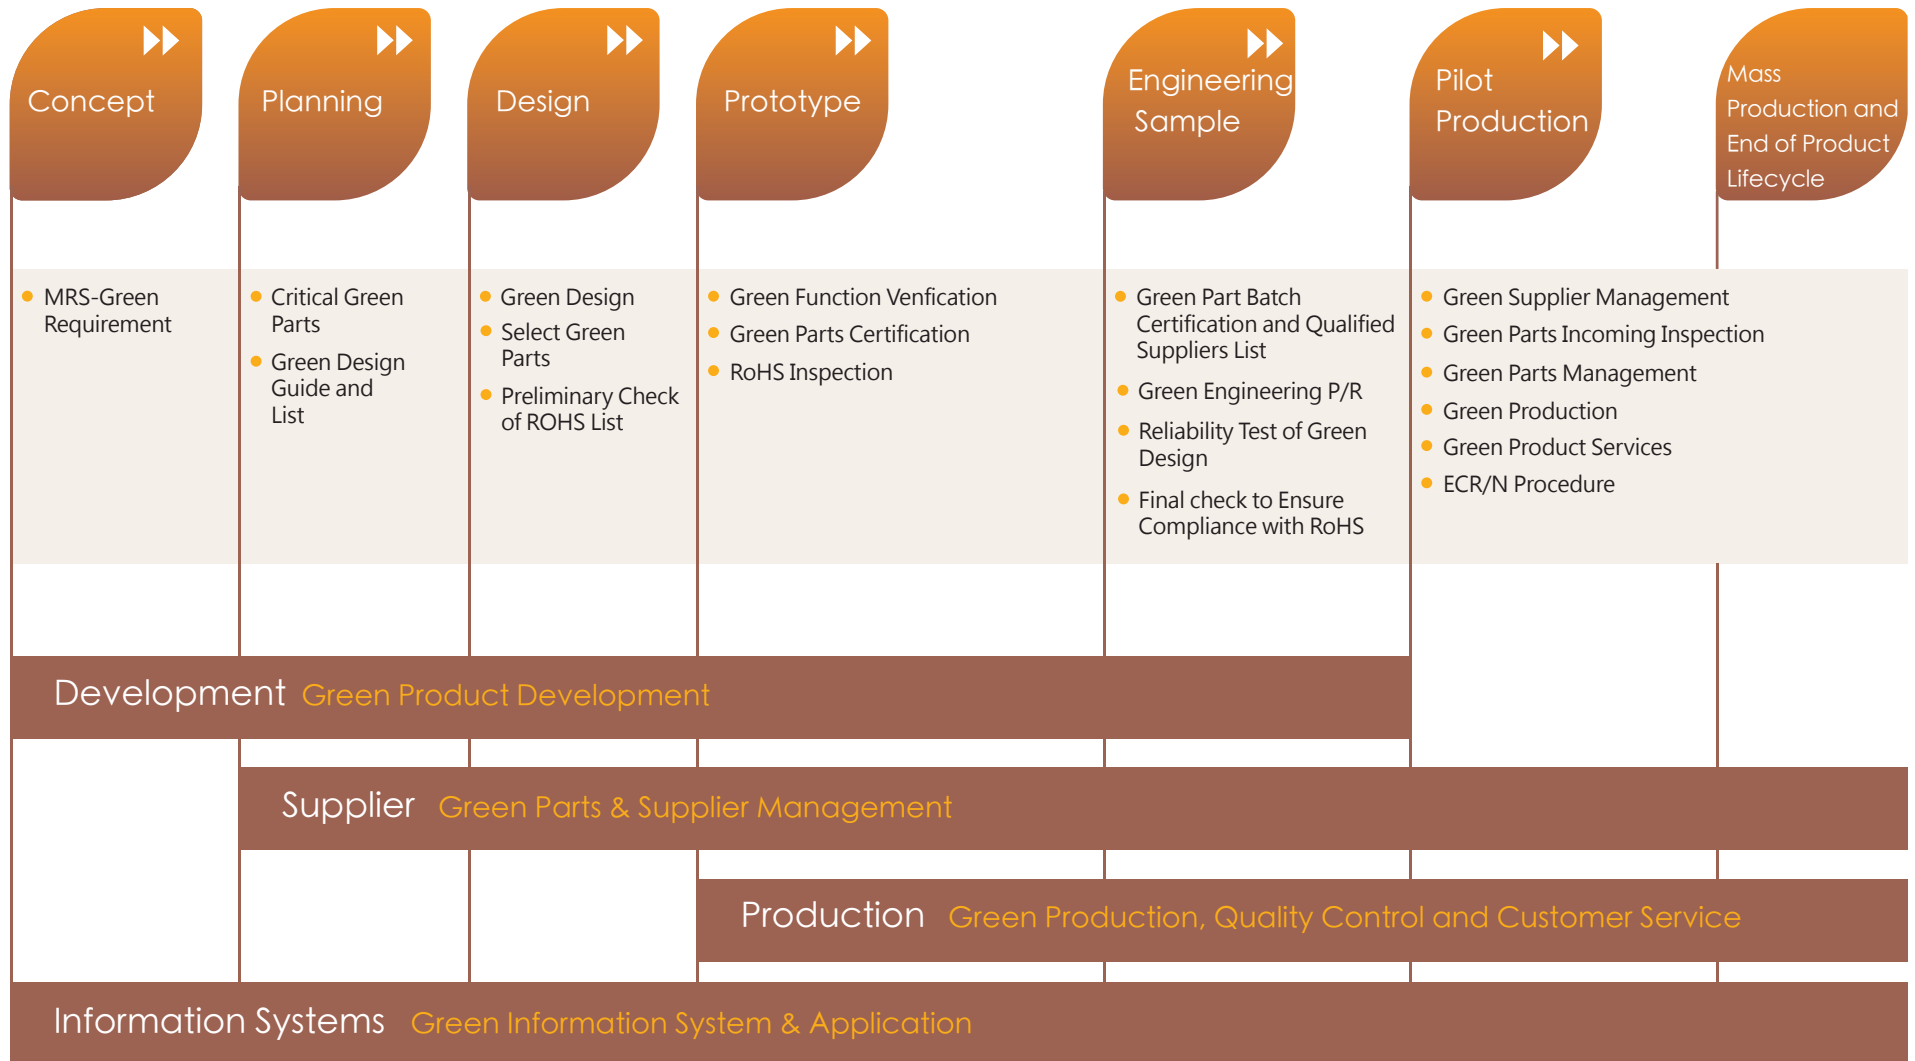 Concept
Planning
Design
Prototype
Engineering
Sample
Pilot
Production
Mass
Production and
End of Product
Lifecycle
MRS-Green
Requirement
Critical Green
Parts
Green Design
Guide and
List
Green Design
Select Green
Parts
Preliminary Check
of ROHS List
Green Function Venfication
Green Parts Certification
RoHS Inspection
Green Part Batch
Certification and Qualified
Suppliers List
Green Engineering P/R
Reliability Test of Green
Design
Final check to Ensure
Compliance with RoHS
Green Supplier Management
Green Parts Incoming Inspection
Green Parts Management
Green Production
Green Product Services
ECR/N Procedure
Development Green Product Development
Supplier Green Parts & Supplier Management
Production Green Production, Quality Control and Customer Service
Information Systems Green Information System & Application